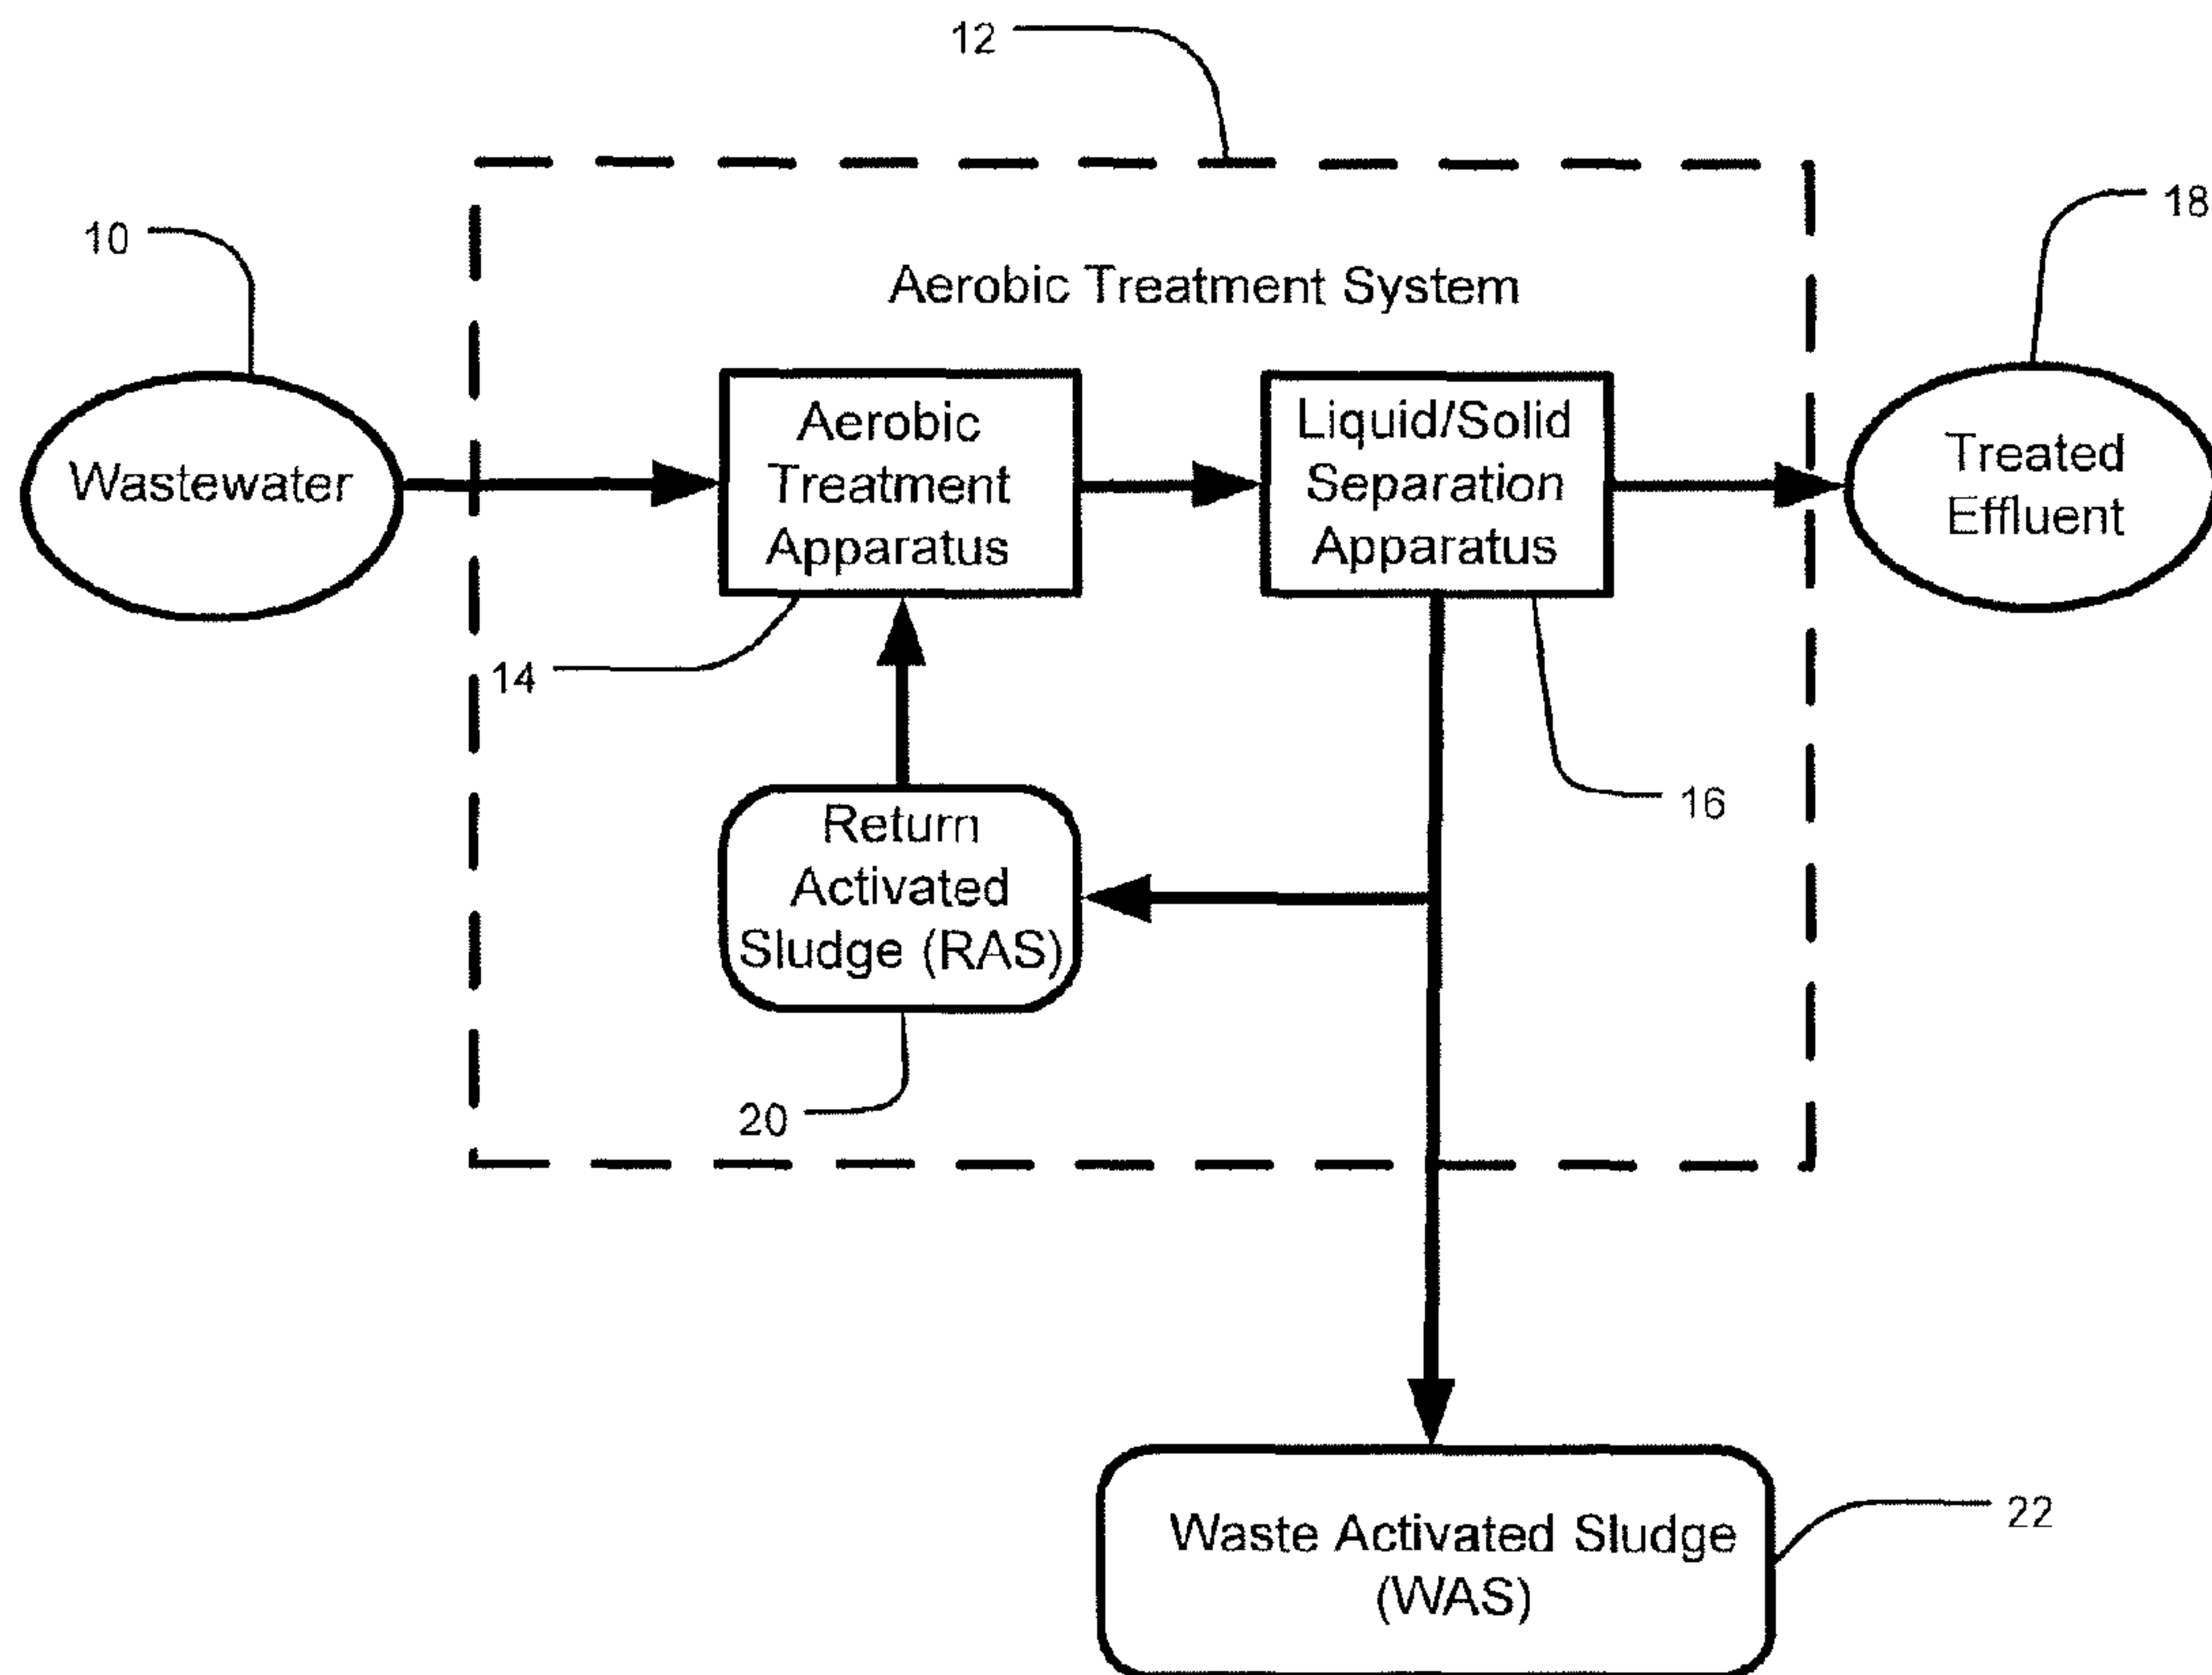 12
18
10
Aerobic Treatment System
Wastewater
Aerobic
Treatment
Apparatus
Liquid/Solid
Separation
Apparatus
Treated
Effluent
14
16
Return
Activated
Sludge (RAS)
20
Waste Activated Sludge
(WAS)
22